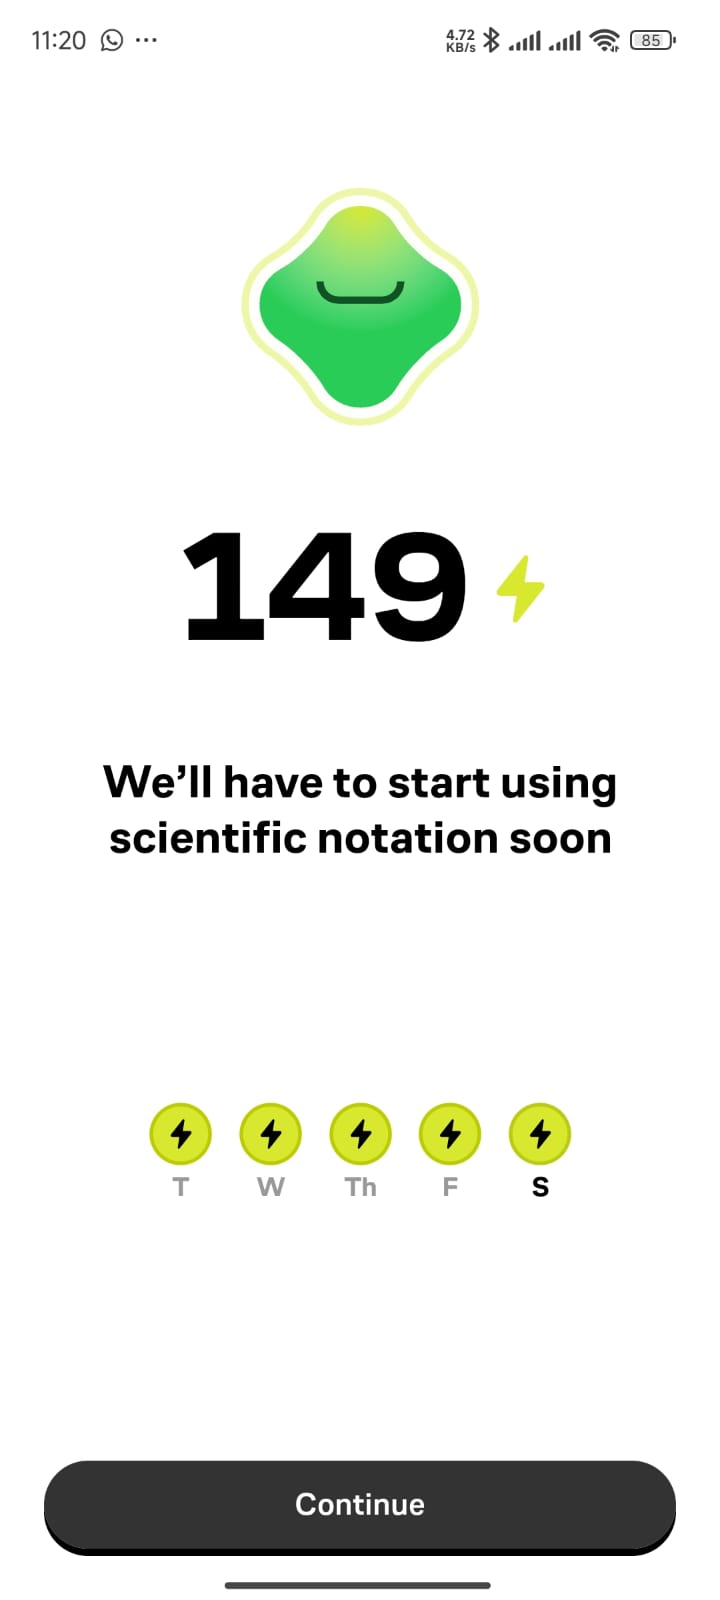 11:20 ...
4.72
KB/s
85
149
We’ll have to start using
scientific notation soon
T W Th F S
Continue